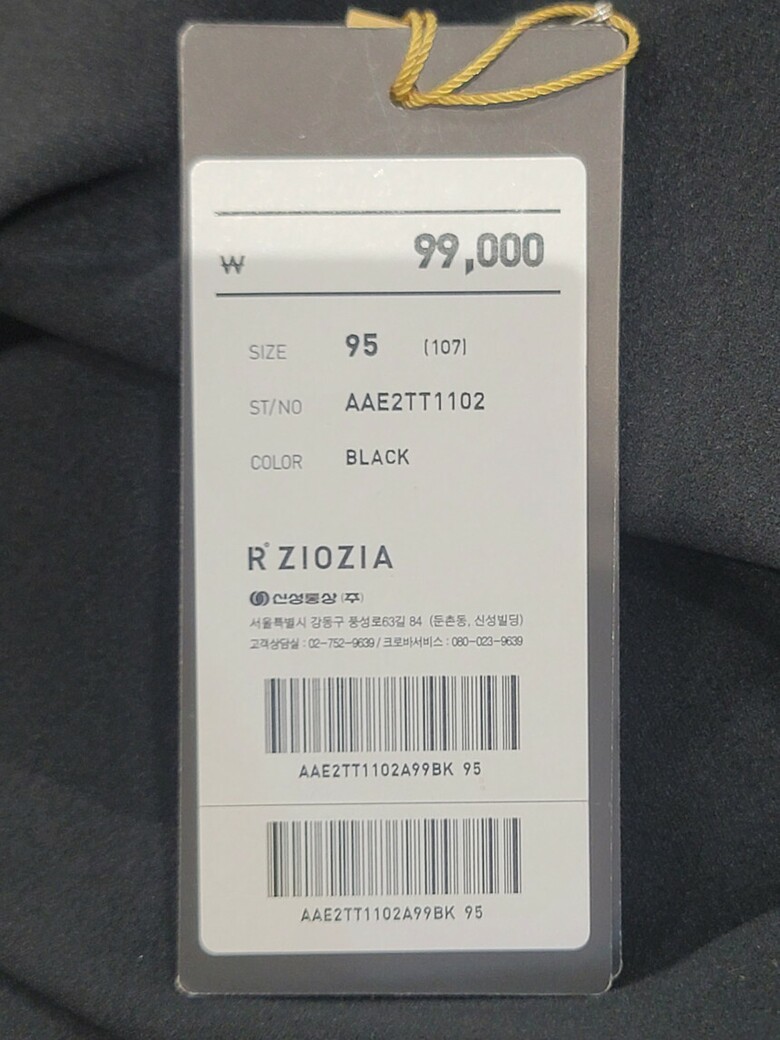 ₩ 99,000
SIZE 95 (107)
ST/NO AAE2TT1102
COLOR BLACK
R° ZIOZIA
신성통상(주)
서울특별시 강동구 풍성로63길 84 (둔촌동, 신성빌딩)
고객상담실 : 02-752-9639 / 크로바서비스 : 080-023-9639
AAE2TT1102A99BK 95
AAE2TT1102A99BK 95